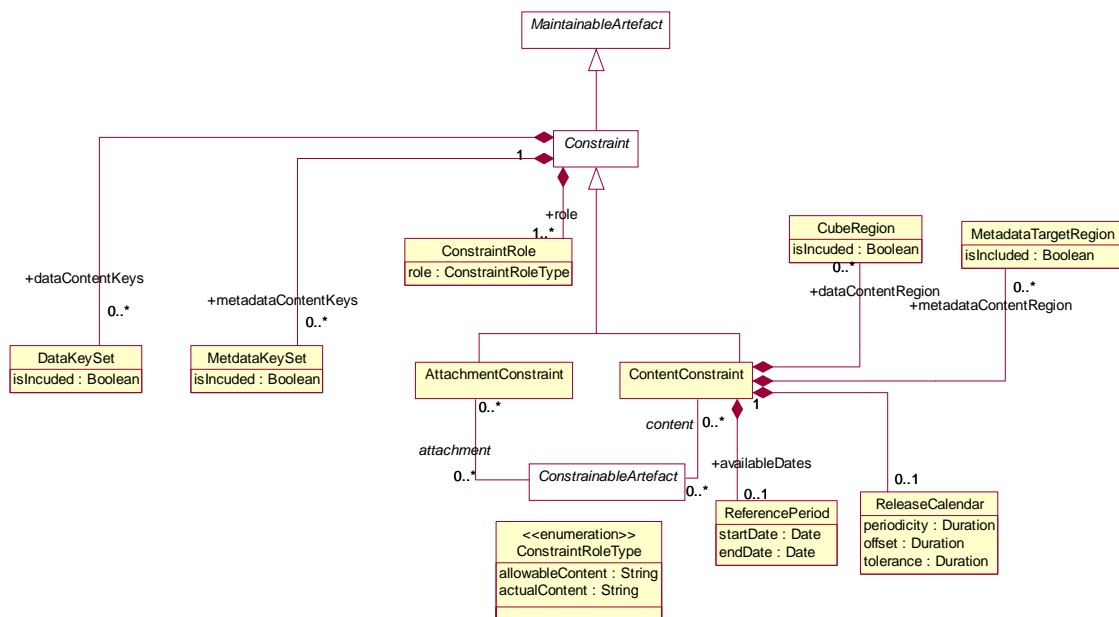 MaintainableArtefact
Constraint
1
+role
1..*
ConstraintRole
role : ConstraintRoleType
CubeRegion
isIncuded : Boolean
0..*
+dataContentRegion
MetadataTargetRegion
isIncluded : Boolean
0..*
+metadataContentRegion
+dataContentKeys
0..*
+metadataContentKeys
0..*
DataKeySet
isIncuded : Boolean
MetdataKeySet
isIncuded : Boolean
AttachmentConstraint
0..*
ContentConstraint
1
0..*
content
attachment
0..*
ConstrainableArtefact
0..*
+availableDates
0..1
ReferencePeriod
startDate : Date
endDate : Date
0..1
ReleaseCalendar
periodicity : Duration
offset : Duration
tolerance : Duration
<<enumeration>>
ConstraintRoleType
allowableContent : String
actualContent : String